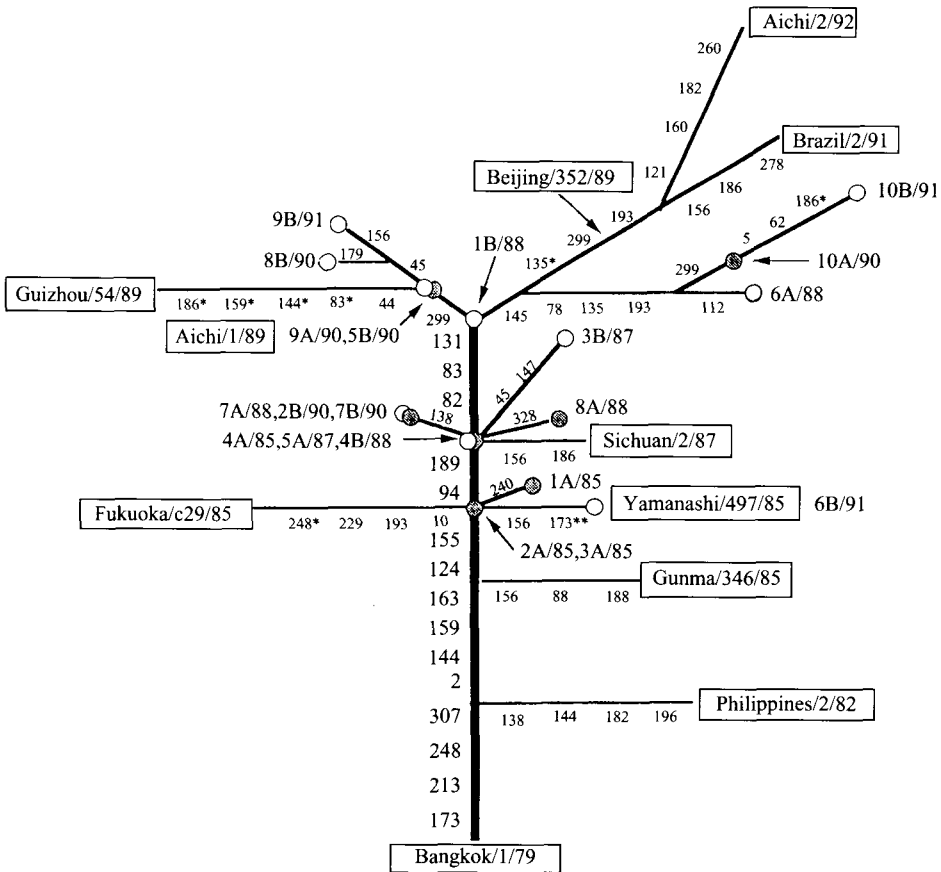 Aichi/2/92
260
182
160
121
Brazil/2/91
278
186
156
Beijing/352/89
193
299
135*
10B/91
186*
62
5
10A/90
299
6A/88
145 78 135 193 112
9B/91
156
8B/90
179
45
1B/88
Guizhou/54/89
186* 159* 144* 83* 44
299
Aichi/1/89
9A/90,5B/90
131
83
82
3B/87
147
45
7A/88,2B/90,7B/90
138
328
8A/88
4A/85,5A/87,4B/88
Sichuan/2/87
189
156 186
94
240
1A/85
Fukuoka/c29/85
248* 229 193 10
Yamanashi/497/85
6B/91
156 173**
2A/85,3A/85
155
124
Gunma/346/85
156 88 188
163
159
144
2
Philippines/2/82
138 144 182 196
307
248
213
173
Bangkok/1/79